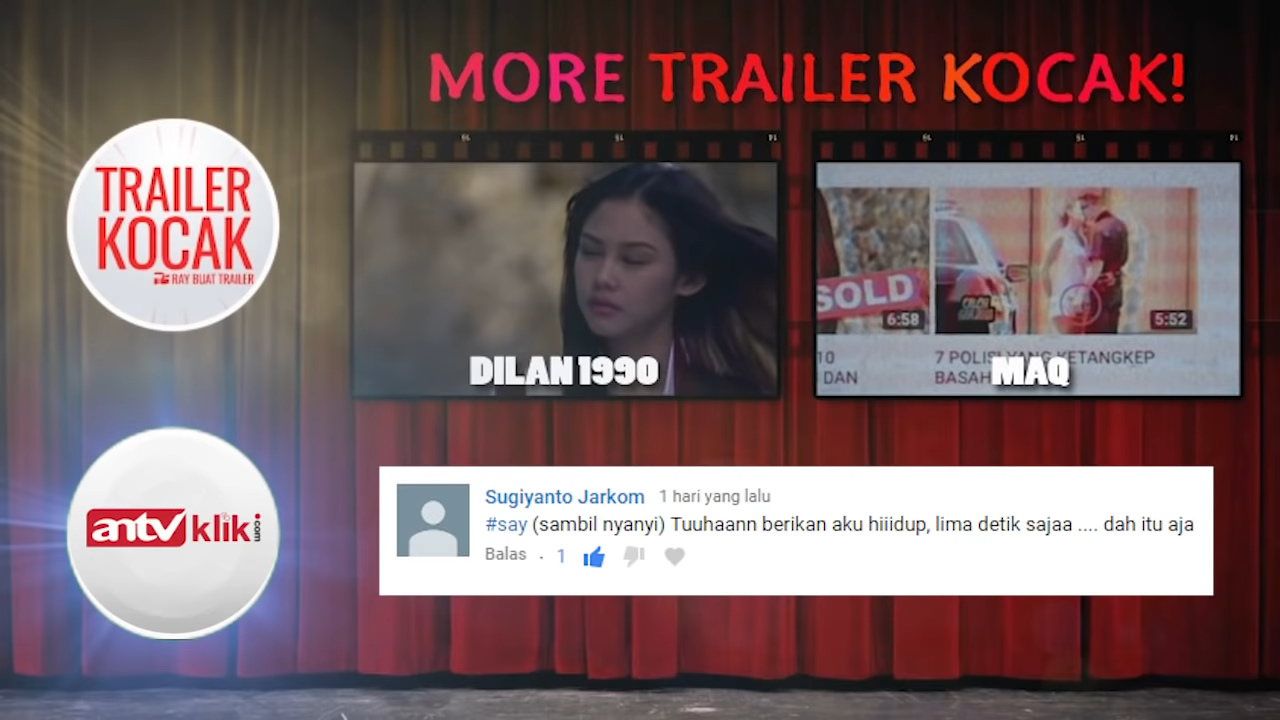 MORE TRAILER KOCAK!
TRAILER
KOCAK
RAY BUAT TRAILER
DILAN 1990
SOLD
6:58
5:52
10
DAN
7 POLISI YANG KETANGKEP
BASAH
MAQ
antv klik .com
Sugiyanto Jarkom 1 hari yang lalu
#say (sambil nyanyi) Tuuhaann berikan aku hiiidup, lima detik sajaa .... dah itu aja
Balas · 1